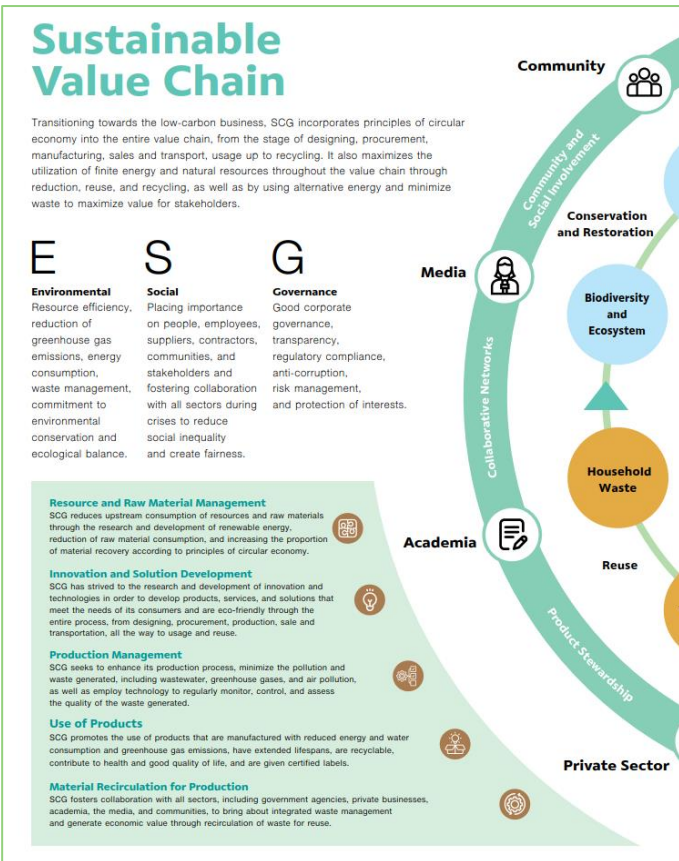 Sustainable
Value Chain
Transitioning towards the low-carbon business, SCG incorporates principles of circular
economy into the entire value chain, from the stage of designing, procurement,
manufacturing, sales and transport, usage up to recycling. It also maximizes the
utilization of finite energy and natural resources throughout the value chain through
reduction, reuse, and recycling, as well as by using alternative energy and minimize
waste to maximize value for stakeholders.
E
Environmental
Resource efficiency,
reduction of
greenhouse gas
emissions, energy
consumption,
waste management,
commitment to
environmental
conservation and
ecological balance.
S
Social
Placing importance
on people, employees,
suppliers, contractors,
communities, and
stakeholders and
fostering collaboration
with all sectors during
crises to reduce
social inequality
and create fairness.
G
Governance
Good corporate
governance,
transparency,
regulatory compliance,
anti-corruption,
risk management,
and protection of interests.
Resource and Raw Material Management
SCG reduces upstream consumption of resources and raw materials
through the research and development of renewable energy,
reduction of raw material consumption, and increasing the proportion
of material recovery according to principles of circular economy.
Innovation and Solution Development
SCG has strived to the research and development of innovation and
technologies in order to develop products, services, and solutions that
meet the needs of its consumers and are eco-friendly through the
entire process, from designing, procurement, production, sale and
transportation, all the way to usage and reuse.
Production Management
SCG seeks to enhance its production process, minimize the pollution and
waste generated, including wastewater, greenhouse gases, and air pollution,
as well as employ technology to regularly monitor, control, and assess
the quality of the waste generated.
Use of Products
SCG promotes the use of products that are manufactured with reduced energy and water
consumption and greenhouse gas emissions, have extended lifespans, are recyclable,
contribute to health and good quality of life, and are given certified labels.
Material Recirculation for Production
SCG fosters collaboration with all sectors, including government agencies, private businesses,
academia, the media, and communities, to bring about integrated waste management
and generate economic value through recirculation of waste for reuse.
Community
Community and
Social Involvement
Conservation
and Restoration
Media
Biodiversity
and
Ecosystem
Collaborative Networks
Household
Waste
Academia
Reuse
Product Stewardship
Private Sector